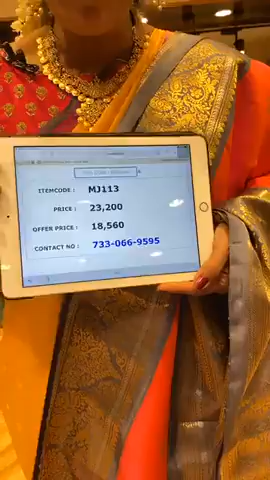 ITEMCODE : MJ113
PRICE : 23,200
OFFER PRICE : 18,560
CONTACT NO : 733-066-9595